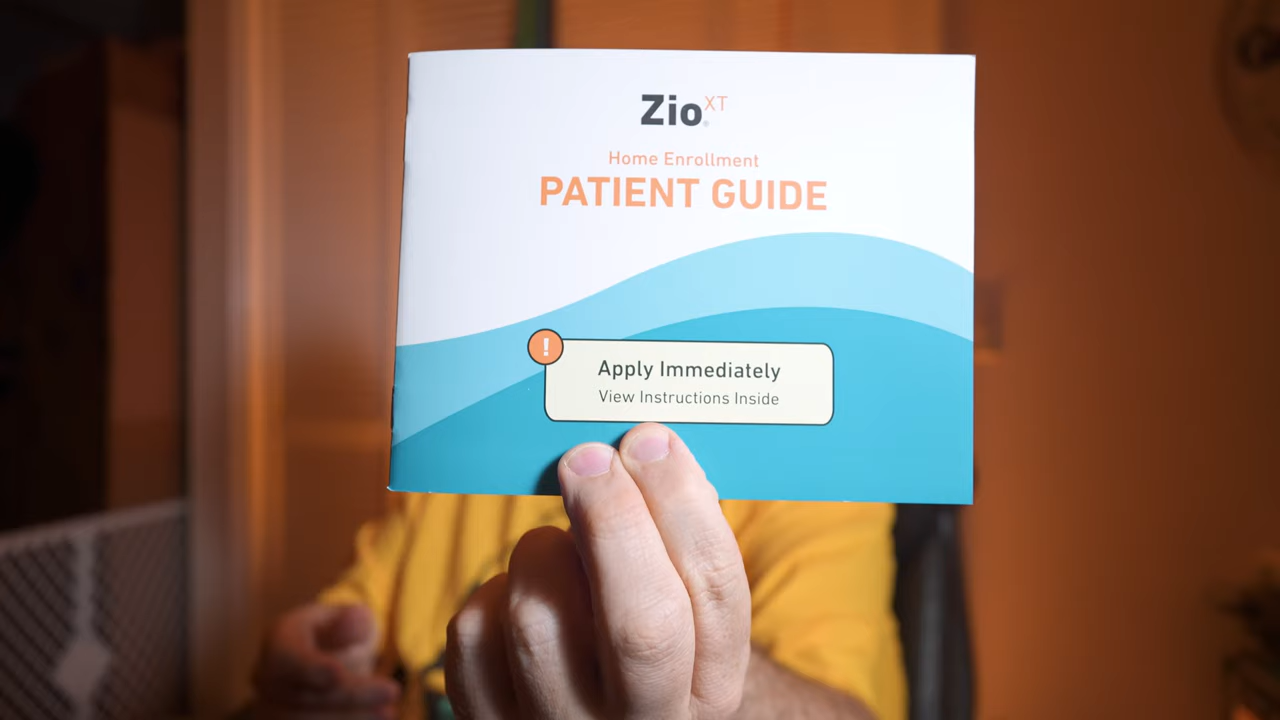 Zio XT
Home Enrollment
PATIENT GUIDE
!
Apply Immediately
View Instructions Inside